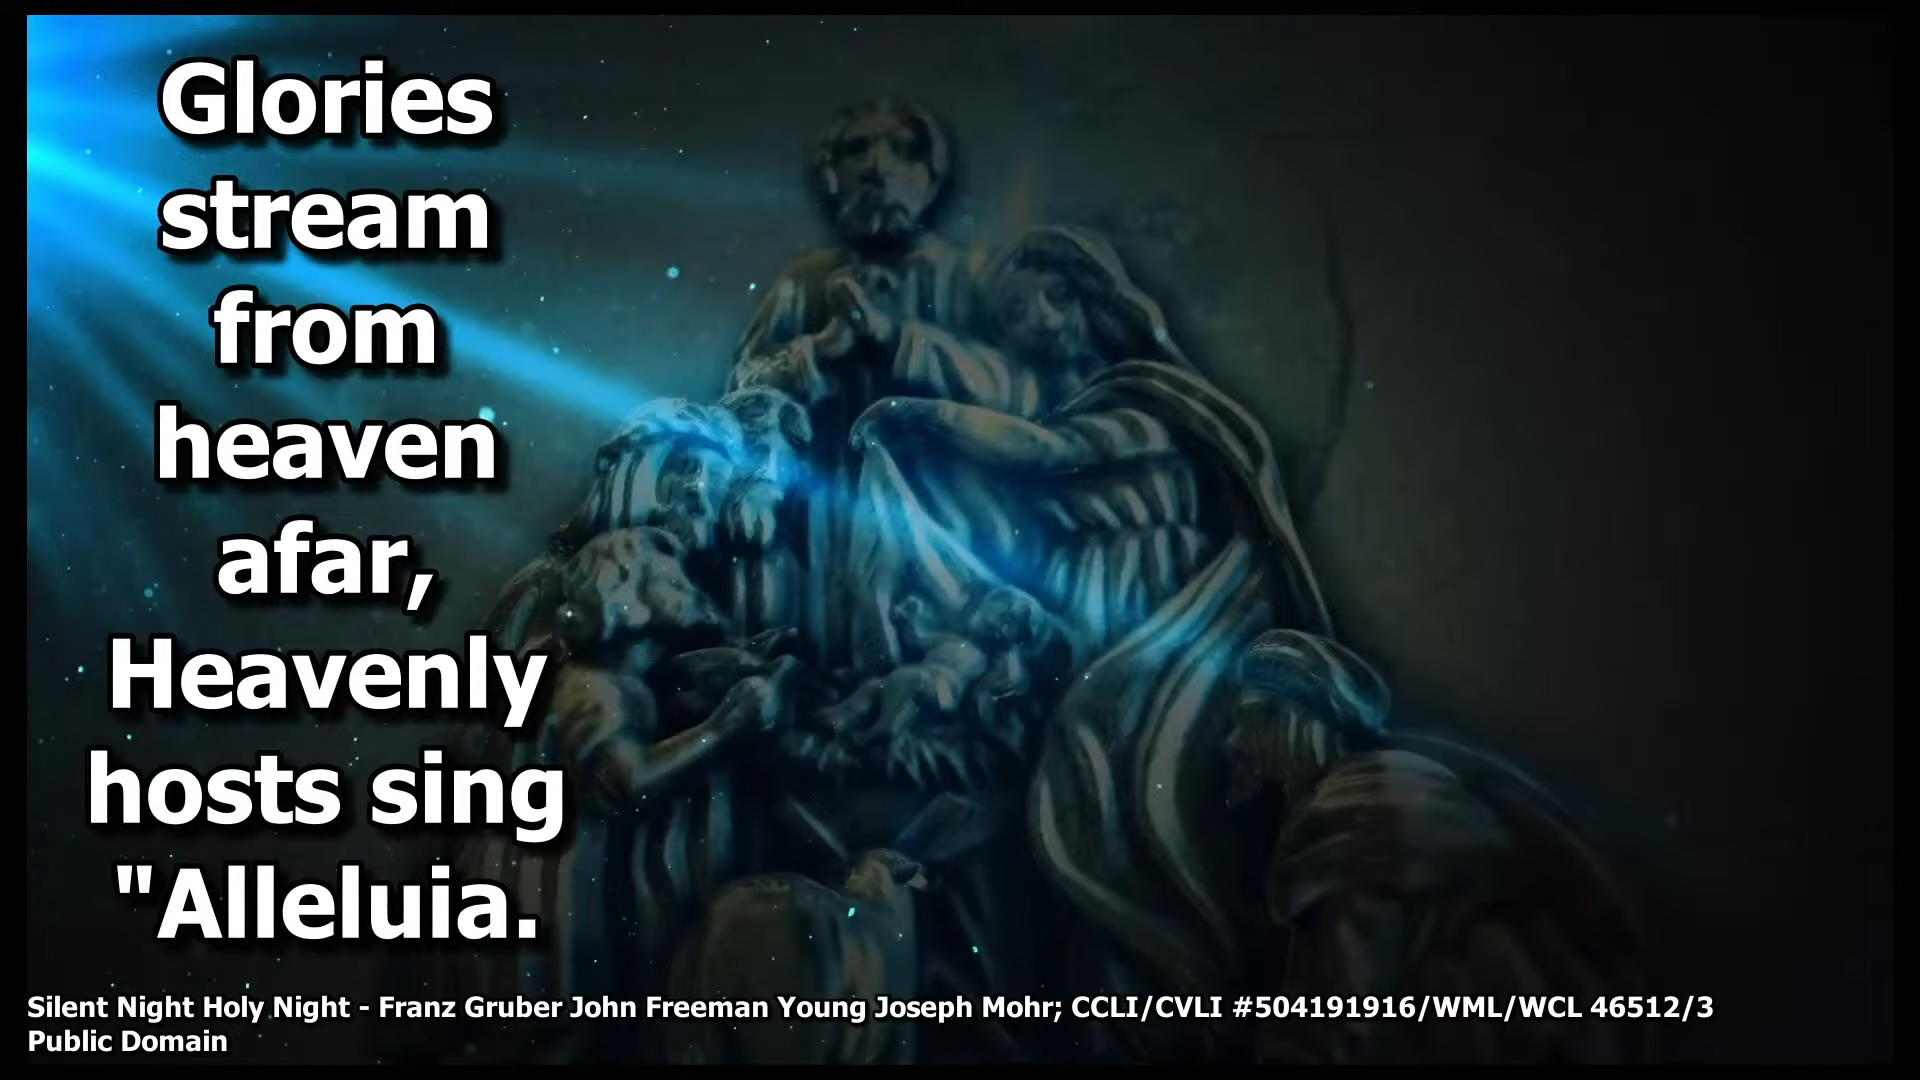 Glories
stream
from
heaven
afar,
Heavenly
hosts sing
"Alleluia.
Silent Night Holy Night - Franz Gruber John Freeman Young Joseph Mohr; CCLI/CVLI #504191916/WML/WCL 46512/3
Public Domain